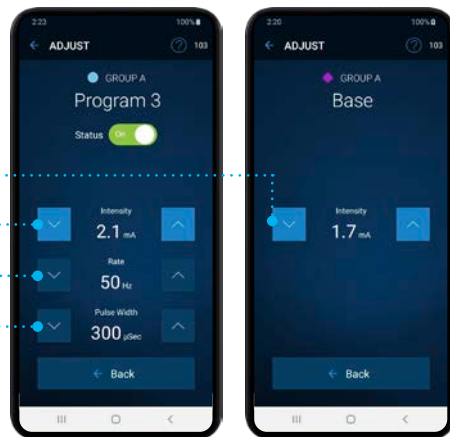 2:23 100%
ADJUST 103
GROUP A
Program 3
Status On
Intensity
2.1 mA
Rate
50 Hz
Pulse Width
300 µSec
Back
2:20 100%
ADJUST 103
GROUP A
Base
Intensity
1.7 mA
Back